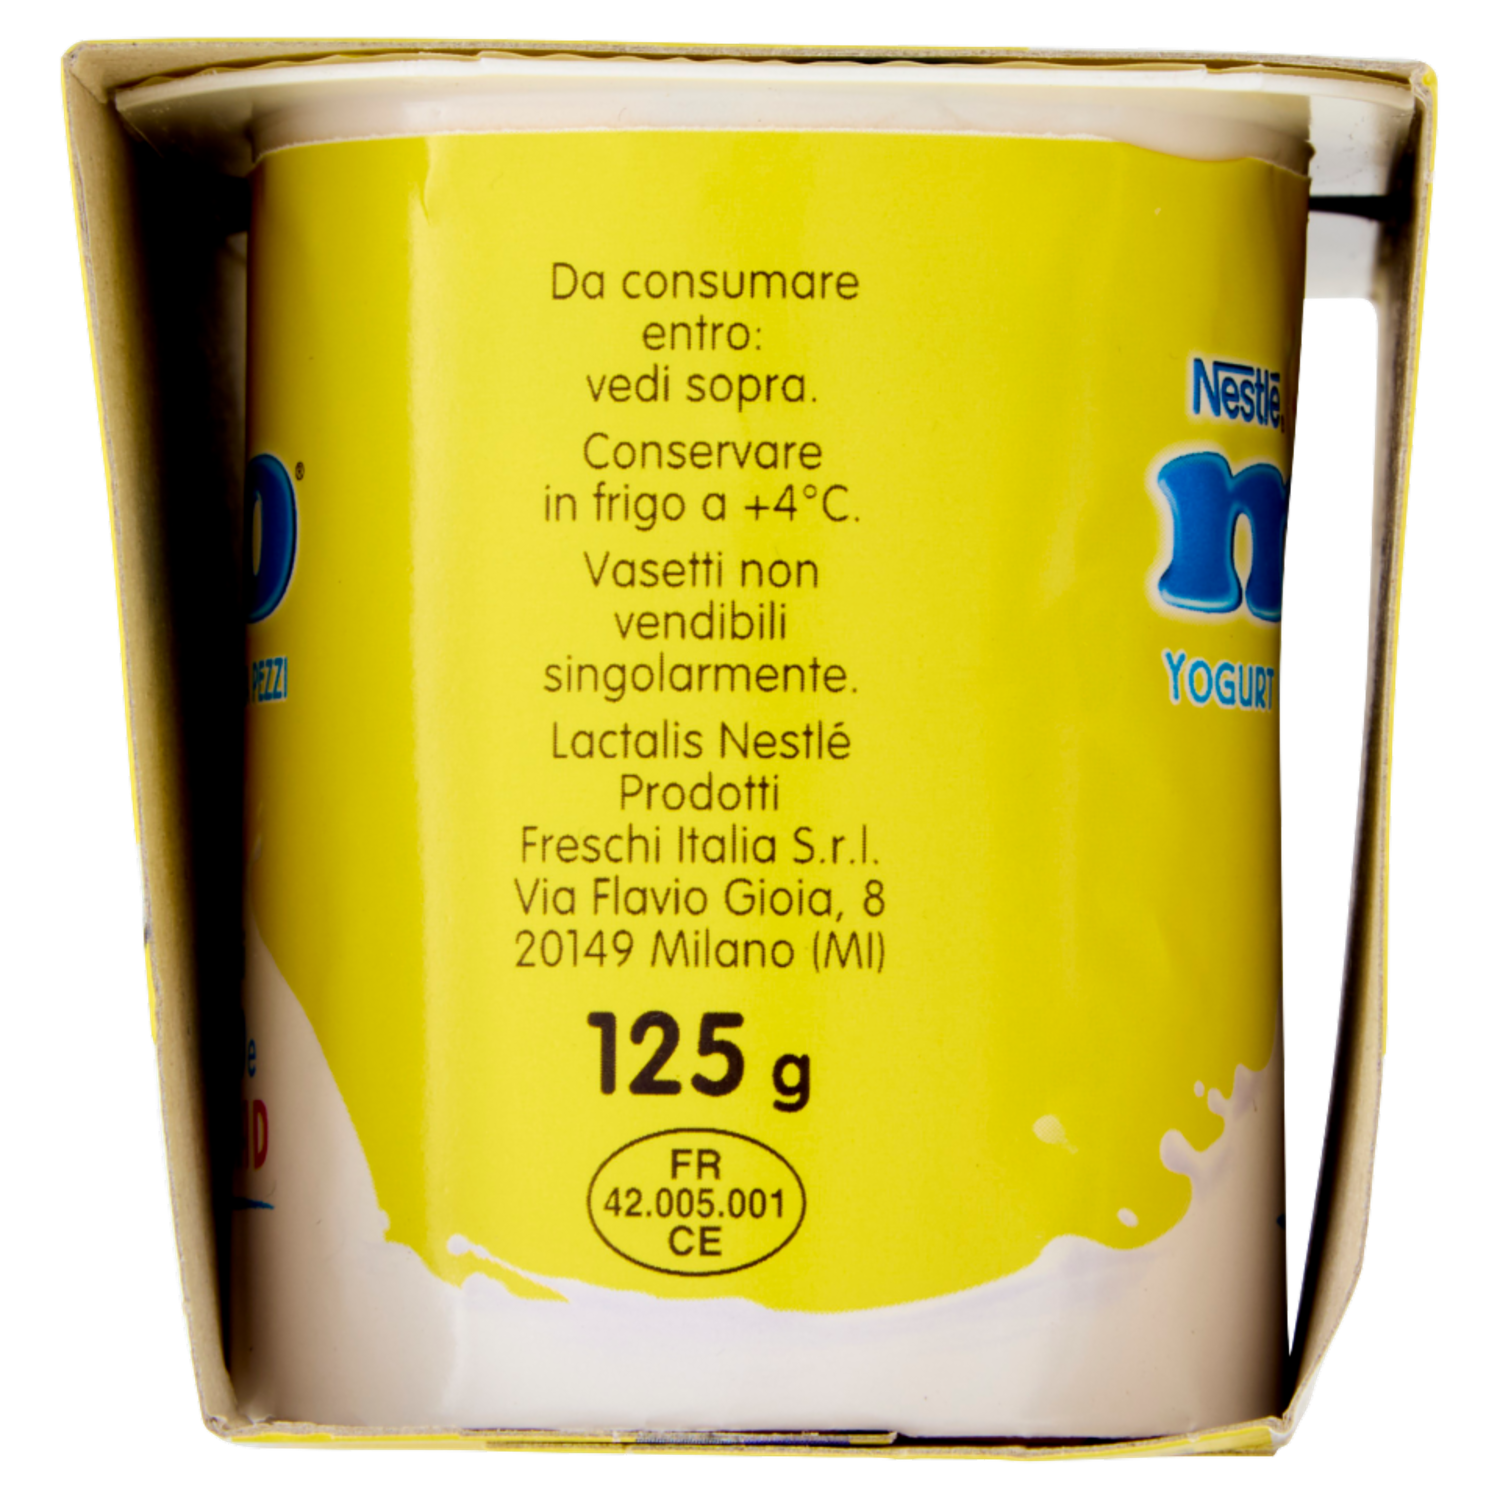 Da consumare
entro:
vedi sopra.
Conservare
in frigo a +4°C.
Vasetti non
vendibili
singolarmente.
Lactalis Nestlé
Prodotti
Freschi Italia S.r.l.
Via Flavio Gioia, 8
20149 Milano (MI)
125 g
FR
42.005.001
CE
®
PEZZI
Nestlé
YOGURT